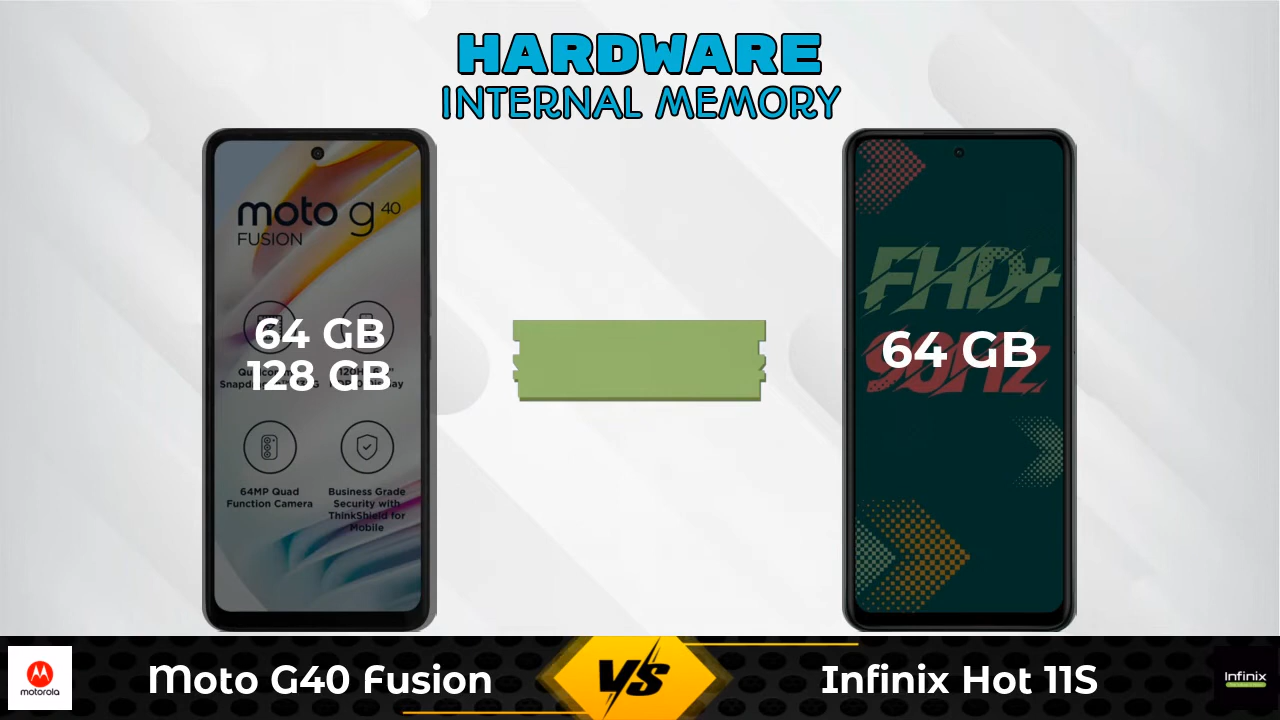 HARDWARE
INTERNAL MEMORY
moto g 40
FUSION
64 GB
128 GB
64MP Quad
Function Camera
Business Grade
Security with
ThinkShield for
Mobile
FHD+
90Hz
64 GB
motorola
Moto G40 Fusion
VS
Infinix Hot 11S
Infinix